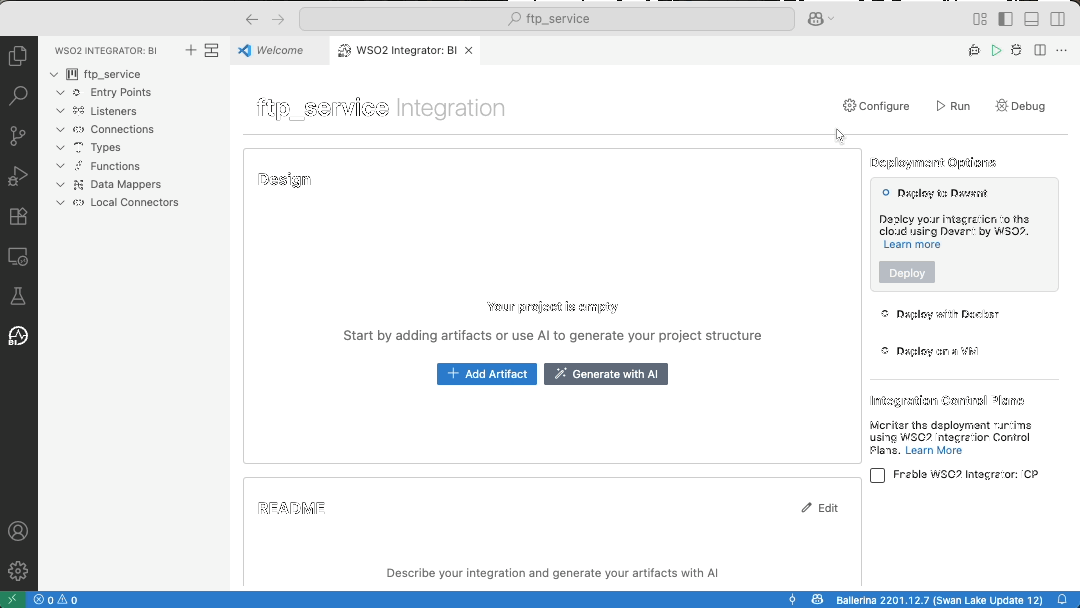 ftp_service
WSO2 INTEGRATOR: BI
Welcome
WSO2 Integrator: BI
ftp_service
Entry Points
Listeners
Connections
Types
Functions
Data Mappers
Local Connectors
ftp_service Integration
Configure
Run
Debug
Design
Your project is empty
Start by adding artifacts or use AI to generate your project structure
Add Artifact
Generate with AI
README
Edit
Describe your integration and generate your artifacts with AI
Deployment Options
Deploy to Devant
Deploy your integration to the
cloud using Devant by WSO2.
Learn more
Deploy
Deploy with Docker
Deploy on a VM
Integration Control Plane
Monitor the deployment runtime
using WSO2 Integration Control
Plane. Learn More
Enable WSO2 Integrator: ICP
BI
0 0
Ballerina 2201.12.7 (Swan Lake Update 12)